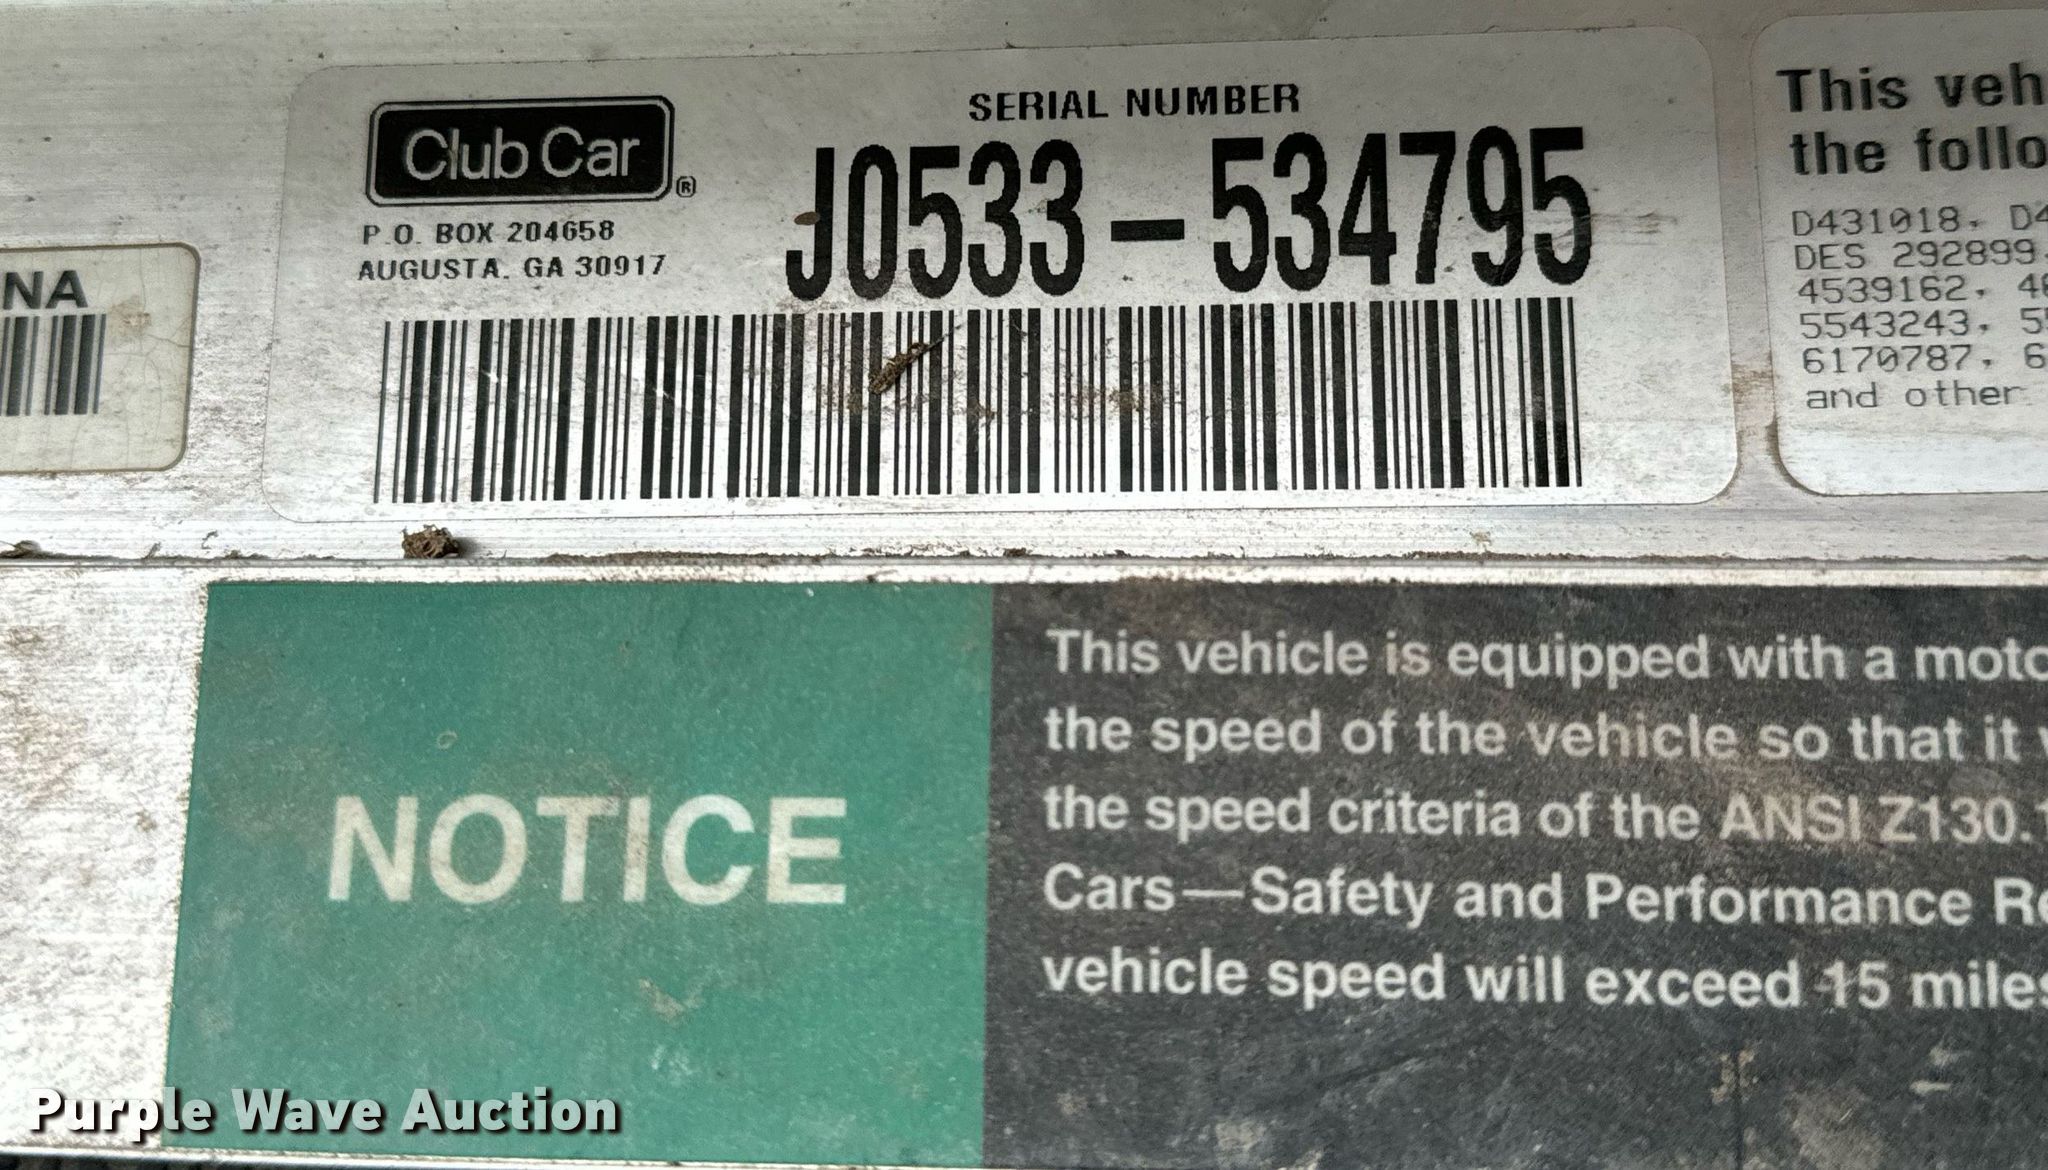 Club Car®
P.O. BOX 204658
AUGUSTA, GA 30917
SERIAL NUMBER
J0533-534795
NA
This veh
the follo
D431018, D4
DES 292899,
4539162, 4
5543243, 5
6170787, 6
and other
NOTICE
This vehicle is equipped with a moto
the speed of the vehicle so that it
the speed criteria of the ANSI Z130.1
Cars—Safety and Performance Re
vehicle speed will exceed 15 miles
Purple Wave Auction